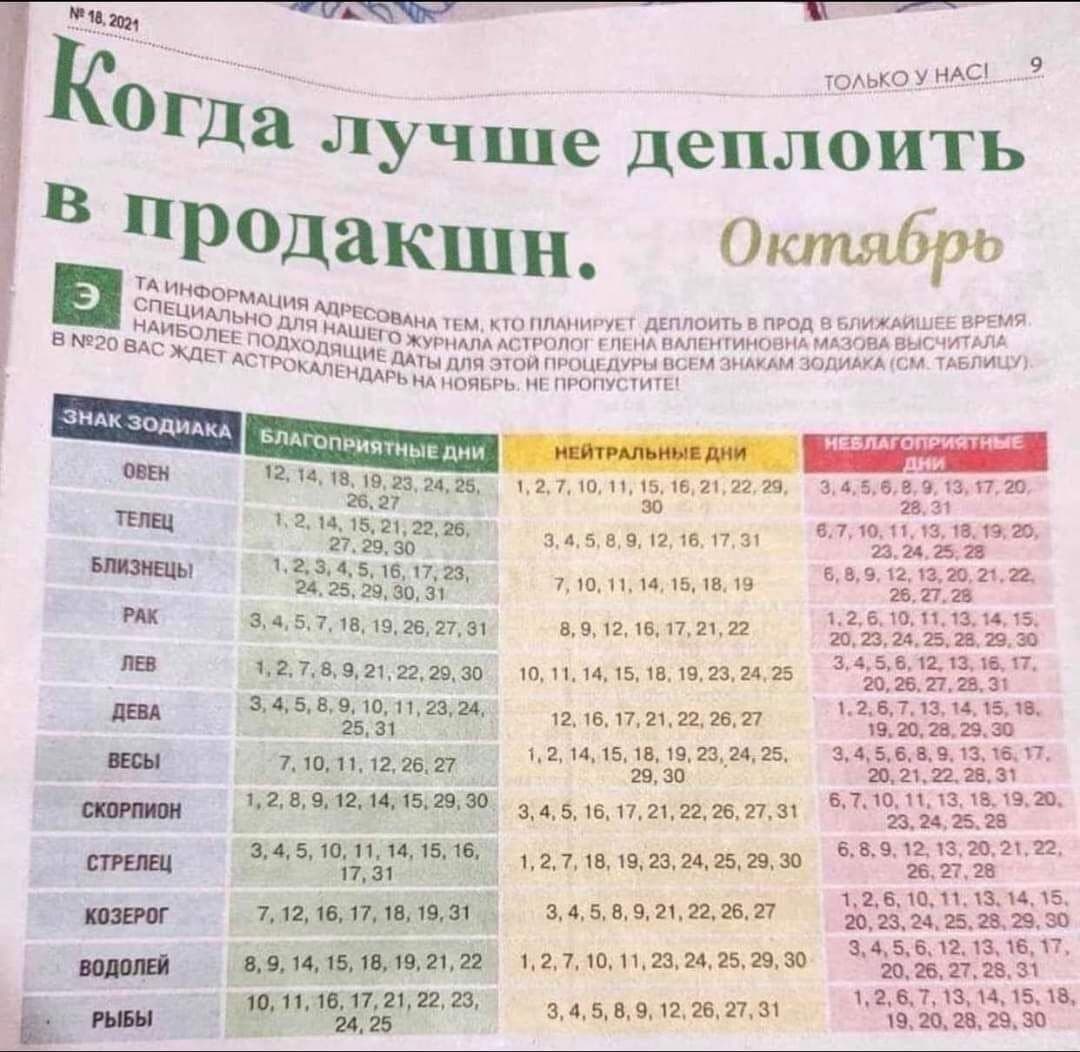 № 18, 2021
ТОЛЬКО У НАС! 9
Когда лучше деплоить
в продакшн. Октябрь
ЭТА ИНФОРМАЦИЯ АДРЕСОВАНА ТЕМ, КТО ПЛАНИРУЕТ ДЕПЛОИТЬ В ПРОД В БЛИЖАЙШЕЕ ВРЕМЯ.
СПЕЦИАЛЬНО ДЛЯ НАШЕГО ЖУРНАЛА АСТРОЛОГ ЕЛЕНА ВАЛЕНТИНОВНА МАЗОВА ВЫСЧИТАЛА
НАИБОЛЕЕ ПОДХОДЯЩИЕ ДАТЫ ДЛЯ ЭТОЙ ПРОЦЕДУРЫ ВСЕМ ЗНАКАМ ЗОДИАКА (СМ. ТАБЛИЦУ).
В №20 ВАС ЖДЕТ АСТРОКАЛЕНДАРЬ НА НОЯБРЬ. НЕ ПРОПУСТИТЕ!
ЗНАК ЗОДИАКА
БЛАГОПРИЯТНЫЕ ДНИ
НЕЙТРАЛЬНЫЕ ДНИ
НЕБЛАГОПРИЯТНЫЕ
ДНИ
ОВЕН
12, 14, 18, 19, 23, 24, 25,
26, 27
1, 2, 7, 10, 11, 15, 16, 21, 22, 29,
30
3, 4, 5, 6, 8, 9, 13, 17, 20,
28, 31
ТЕЛЕЦ
1, 2, 14, 15, 21, 22, 26,
27, 29, 30
3, 4, 5, 8, 9, 12, 16, 17, 31
6, 7, 10, 11, 13, 18, 19, 20,
23, 24, 25, 28
БЛИЗНЕЦЫ
1, 2, 3, 4, 5, 16, 17, 23,
24, 25, 29, 30, 31
7, 10, 11, 14, 15, 18, 19
6, 8, 9, 12, 13, 20, 21, 22,
26, 27, 28
РАК
3, 4, 5, 7, 18, 19, 26, 27, 31
8, 9, 12, 16, 17, 21, 22
1, 2, 6, 10, 11, 13, 14, 15,
20, 23, 24, 25, 28, 29, 30
ЛЕВ
1, 2, 7, 8, 9, 21, 22, 29, 30
10, 11, 14, 15, 18, 19, 23, 24, 25
3, 4, 5, 6, 12, 13, 16, 17,
20, 26, 27, 28, 31
ДЕВА
3, 4, 5, 8, 9, 10, 11, 23, 24,
25, 31
12, 16, 17, 21, 22, 26, 27
1, 2, 6, 7, 13, 14, 15, 18,
19, 20, 28, 29, 30
ВЕСЫ
7, 10, 11, 12, 26, 27
1, 2, 14, 15, 18, 19, 23, 24, 25,
29, 30
3, 4, 5, 6, 8, 9, 13, 16, 17,
20, 21, 22, 28, 31
СКОРПИОН
1, 2, 8, 9, 12, 14, 15, 29, 30
3, 4, 5, 16, 17, 21, 22, 26, 27, 31
6, 7, 10, 11, 13, 18, 19, 20,
23, 24, 25, 28
СТРЕЛЕЦ
3, 4, 5, 10, 11, 14, 15, 16,
17, 31
1, 2, 7, 18, 19, 23, 24, 25, 29, 30
6, 8, 9, 12, 13, 20, 21, 22,
26, 27, 28
КОЗЕРОГ
7, 12, 16, 17, 18, 19, 31
3, 4, 5, 8, 9, 21, 22, 26, 27
1, 2, 6, 10, 11, 13, 14, 15,
20, 23, 24, 25, 28, 29, 30
ВОДОЛЕЙ
8, 9, 14, 15, 18, 19, 21, 22
1, 2, 7, 10, 11, 23, 24, 25, 29, 30
3, 4, 5, 6, 12, 13, 16, 17,
20, 26, 27, 28, 31
РЫБЫ
10, 11, 16, 17, 21, 22, 23,
24, 25
3, 4, 5, 8, 9, 12, 26, 27, 31
1, 2, 6, 7, 13, 14, 15, 18,
19, 20, 28, 29, 30